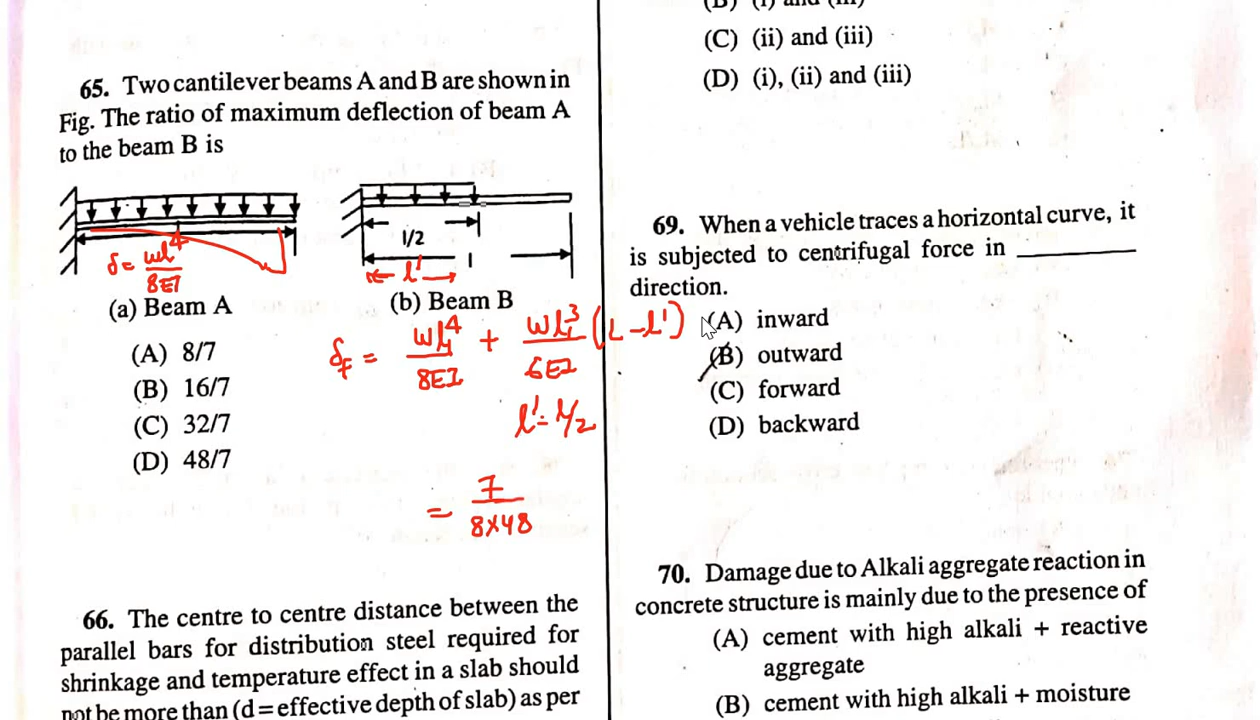 65. Two cantilever beams A and B are shown in
Fig. The ratio of maximum deflection of beam A
to the beam B is
1/2
l
l'
δ = wl⁴
8EI
(a) Beam A
(b) Beam B
(A) 8/7
(B) 16/7
(C) 32/7
(D) 48/7
δf = wl⁴ + wl³ (L-l')
8EI 6EI
l' = l/2
= 7
8×48
66. The centre to centre distance between the
parallel bars for distribution steel required for
shrinkage and temperature effect in a slab should
not be more than (d = effective depth of slab) as per
(C) (ii) and (iii)
(D) (i), (ii) and (iii)
69. When a vehicle traces a horizontal curve, it
is subjected to centrifugal force in ________
direction.
(A) inward
(B) outward
(C) forward
(D) backward
70. Damage due to Alkali aggregate reaction in
concrete structure is mainly due to the presence of
(A) cement with high alkali + reactive
aggregate
(B) cement with high alkali + moisture